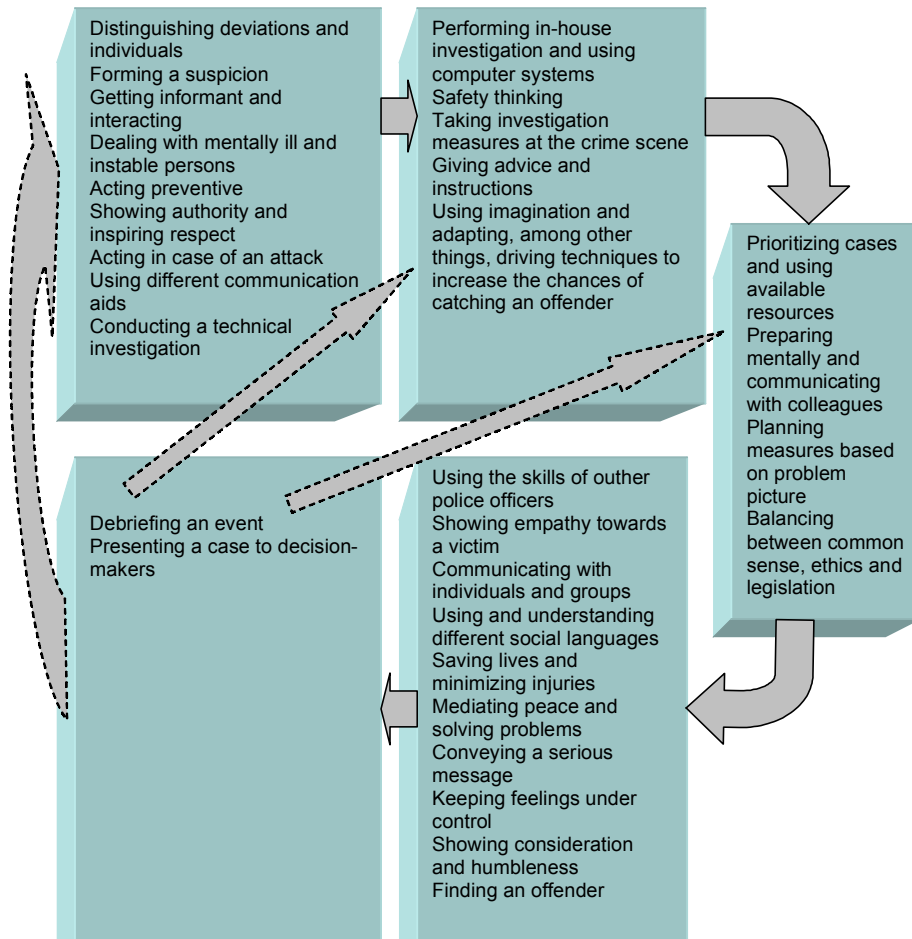 Distinguishing deviations and
individuals
Forming a suspicion
Getting informant and
interacting
Dealing with mentally ill and
instable persons
Acting preventive
Showing authority and
inspiring respect
Acting in case of an attack
Using different communication
aids
Conducting a technical
investigation
Performing in-house
investigation and using
computer systems
Safety thinking
Taking investigation
measures at the crime scene
Giving advice and
instructions
Using imagination and
adapting, among other
things, driving techniques to
increase the chances of
catching an offender
Prioritizing cases
and using
available
resources
Preparing
mentally and
communicating
with colleagues
Planning
measures based
on problem
picture
Balancing
between common
sense, ethics and
legislation
Using the skills of outher
police officers
Showing empathy towards
a victim
Communicating with
individuals and groups
Using and understanding
different social languages
Saving lives and
minimizing injuries
Mediating peace and
solving problems
Conveying a serious
message
Keeping feelings under
control
Showing consideration
and humbleness
Finding an offender
Debriefing an event
Presenting a case to decision-
makers